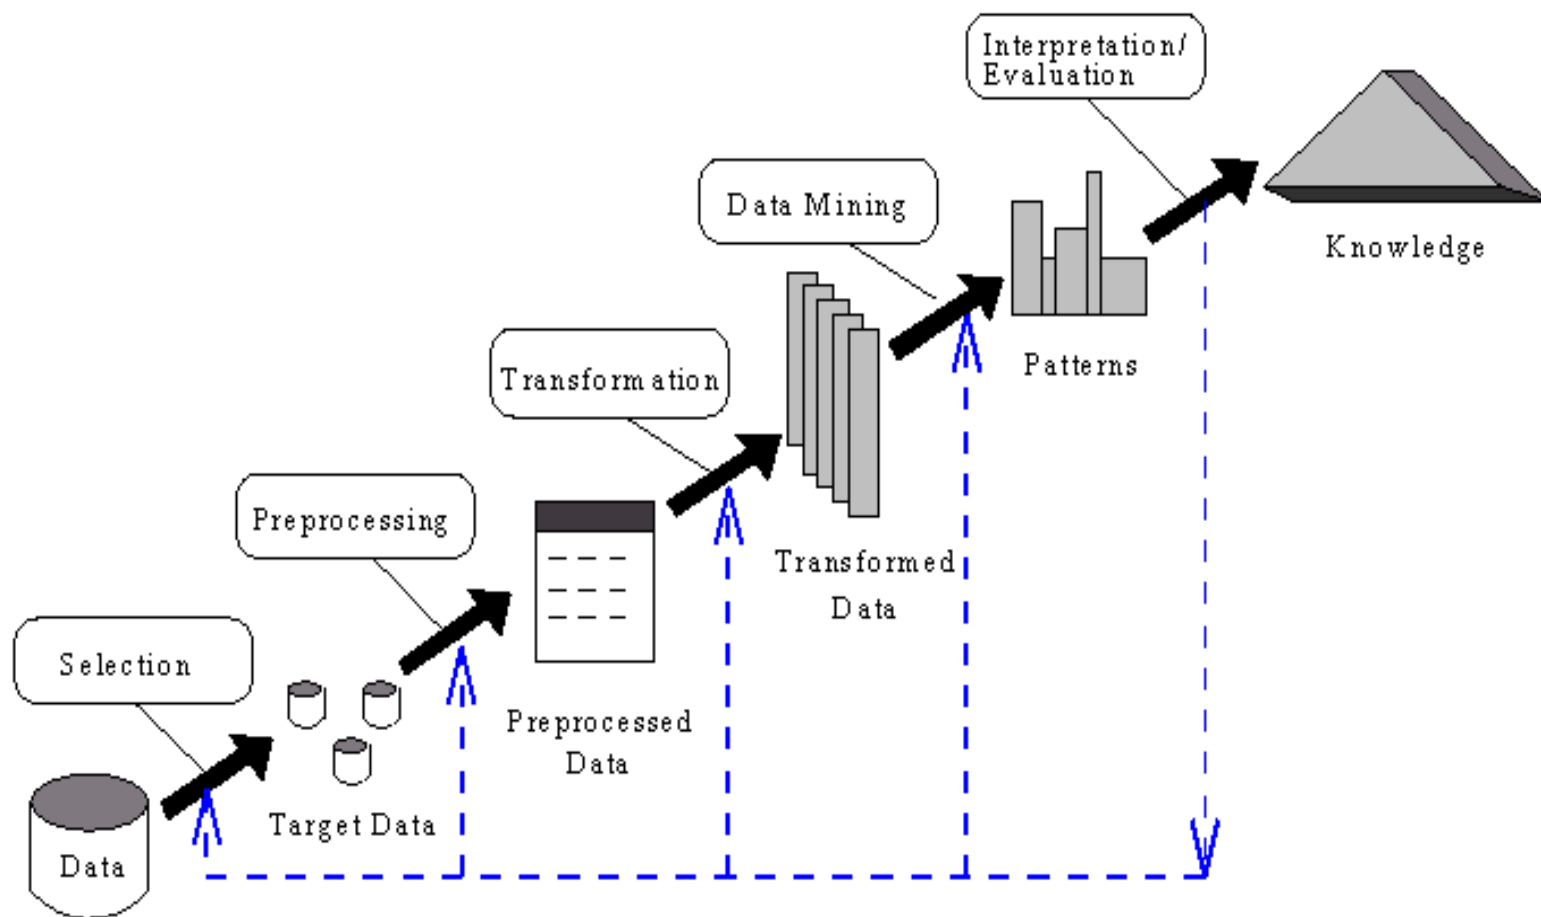 Interpretation/
Evaluation
Data Mining
Knowledge
Transformation
Patterns
Preprocessing
Transformed
Data
Selection
Preprocessed
Data
Target Data
Data